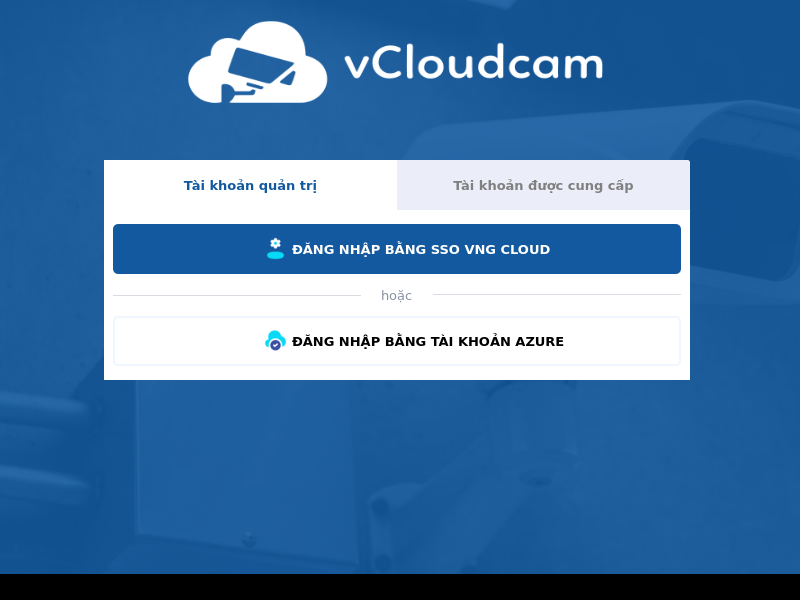 vCloudcam
Tài khoản quản trị
Tài khoản được cung cấp
ĐĂNG NHẬP BẰNG SSO VNG CLOUD
hoặc
ĐĂNG NHẬP BẰNG TÀI KHOẢN AZURE